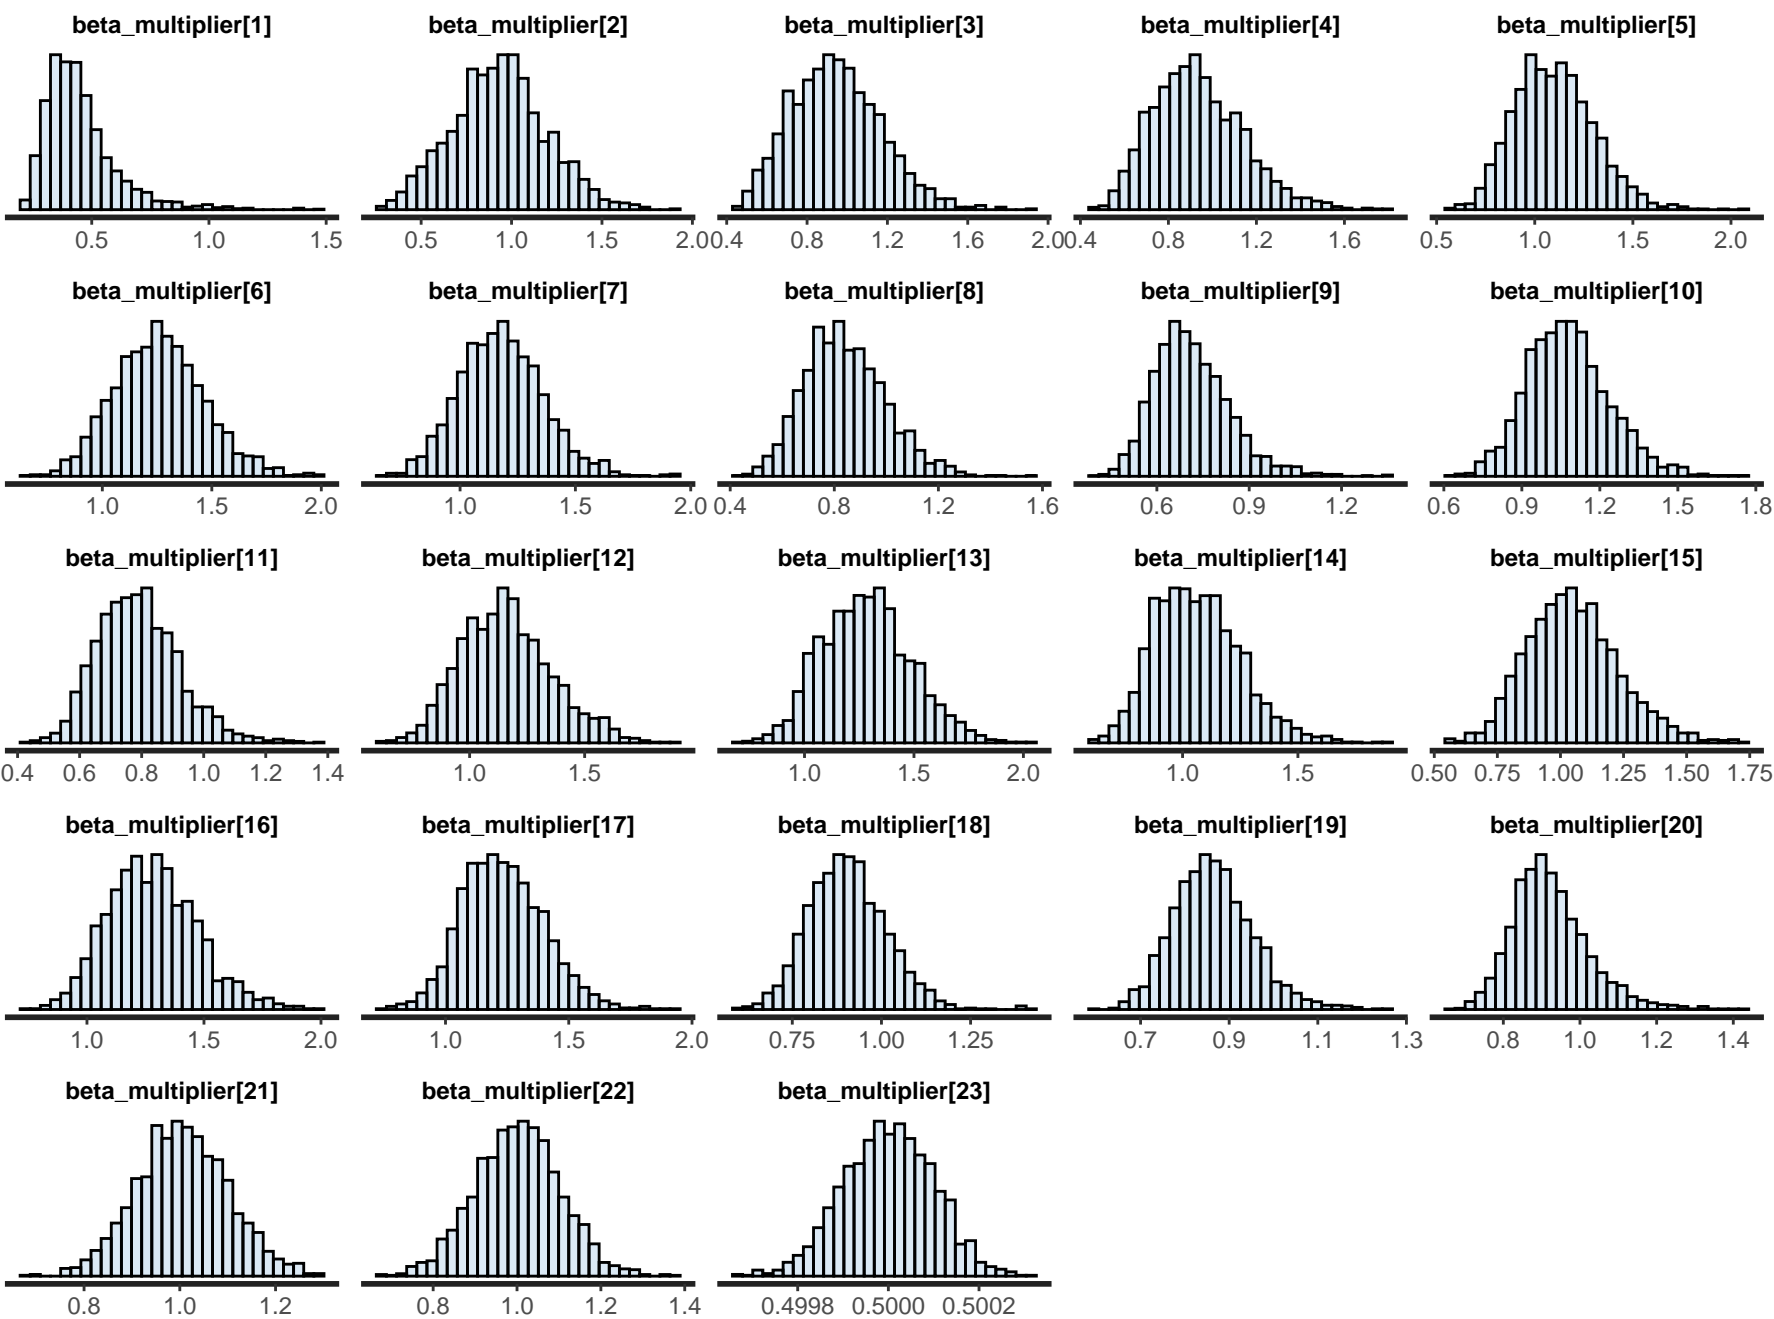 beta_multiplier[1] beta_multiplier[2] beta_multiplier[3] beta_multiplier[4] beta_multiplier[5]
0.5 1.0 1.5 0.5 1.0 1.5 2.0 0.4 0.8 1.2 1.6 2.0 0.4 0.8 1.2 1.6 0.5 1.0 1.5 2.0
beta_multiplier[6] beta_multiplier[7] beta_multiplier[8] beta_multiplier[9] beta_multiplier[10]
1.0 1.5 2.0 1.0 1.5 2.0 0.4 0.8 1.2 1.6 0.6 0.9 1.2 0.6 0.9 1.2 1.5 1.8
beta_multiplier[11] beta_multiplier[12] beta_multiplier[13] beta_multiplier[14] beta_multiplier[15]
0.4 0.6 0.8 1.0 1.2 1.4 1.0 1.5 1.0 1.5 2.0 1.0 1.5 0.50 0.75 1.00 1.25 1.50 1.75
beta_multiplier[16] beta_multiplier[17] beta_multiplier[18] beta_multiplier[19] beta_multiplier[20]
1.0 1.5 2.0 1.0 1.5 2.0 0.75 1.00 1.25 0.7 0.9 1.1 1.3 0.8 1.0 1.2 1.4
beta_multiplier[21] beta_multiplier[22] beta_multiplier[23]
0.8 1.0 1.2 0.8 1.0 1.2 1.4 0.4998 0.5000 0.5002